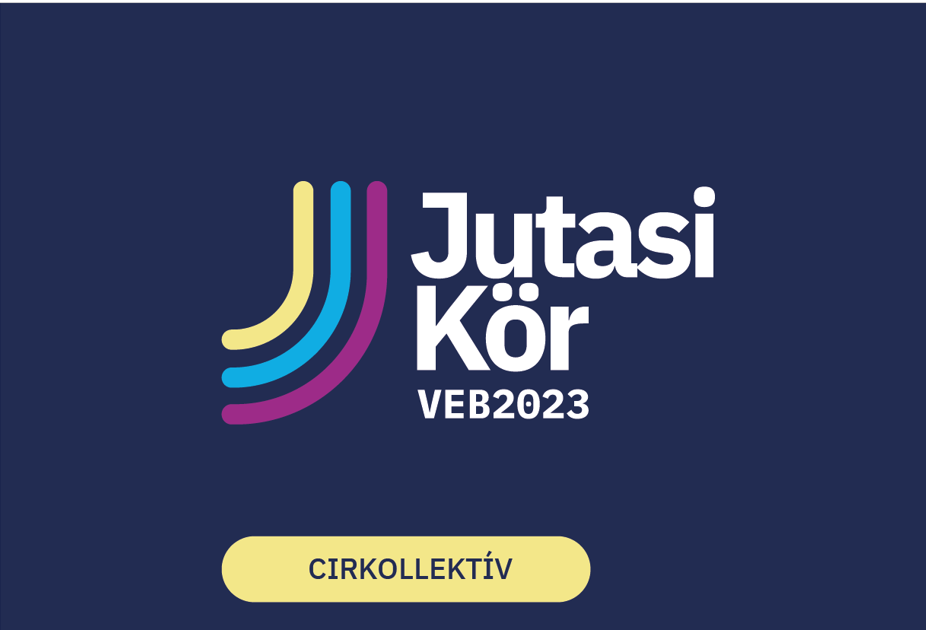 Jutasi
Kör
VEB2023
CIRKOLLEKTÍV